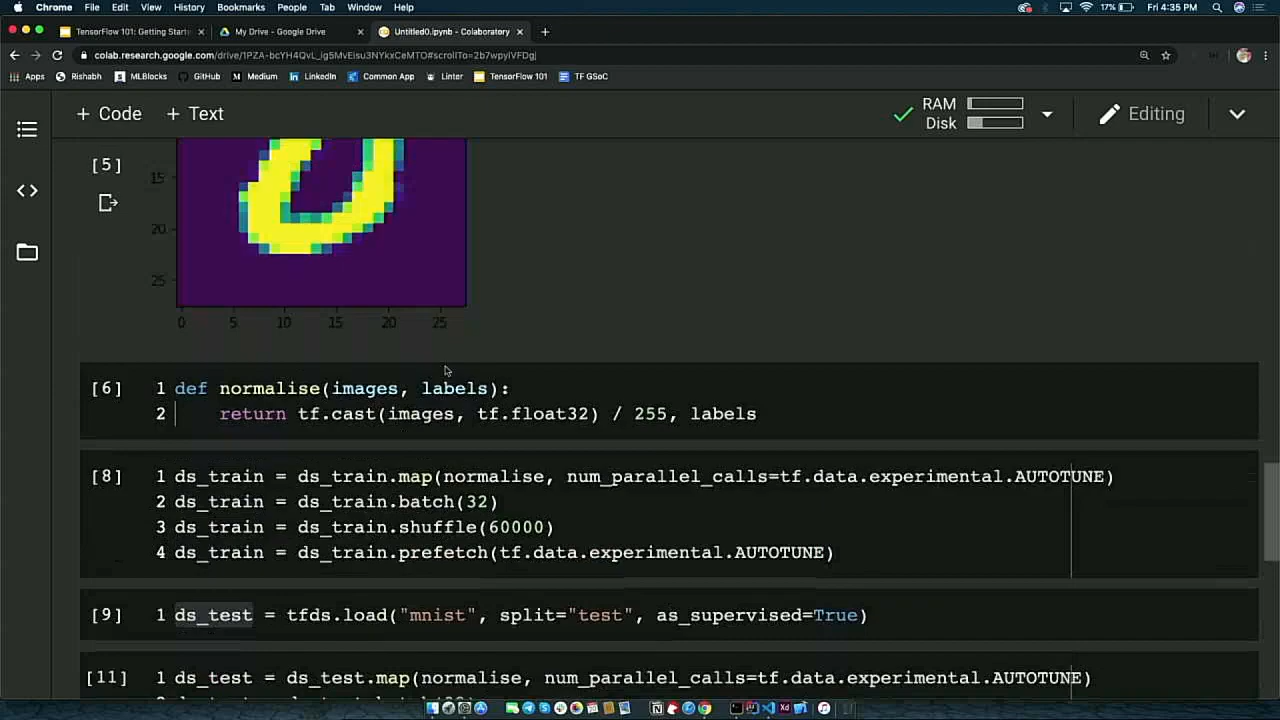 Chrome File Edit View History Bookmarks People Tab Window Help 17% Fri 4:35 PM
TensorFlow 101: Getting Starte × My Drive - Google Drive × Untitled0.ipynb - Colaboratory × +
colab.research.google.com
Apps Rishabh MLBlocks GitHub Medium LinkedIn Common App Linter TensorFlow 101 TF GSoC
+ Code + Text RAM Disk Editing
[5]
15
20
25
0 5 10 15 20 25
[6] 1 def normalise(images, labels):
2 return tf.cast(images, tf.float32) / 255, labels
[8] 1 ds_train = ds_train.map(normalise, num_parallel_calls=tf.data.experimental.AUTOTUNE)
2 ds_train = ds_train.batch(32)
3 ds_train = ds_train.shuffle(60000)
4 ds_train = ds_train.prefetch(tf.data.experimental.AUTOTUNE)
[9] 1 ds_test = tfds.load("mnist", split="test", as_supervised=True)
[11] 1 ds_test = ds_test.map(normalise, num_parallel_calls=tf.data.experimental.AUTOTUNE)